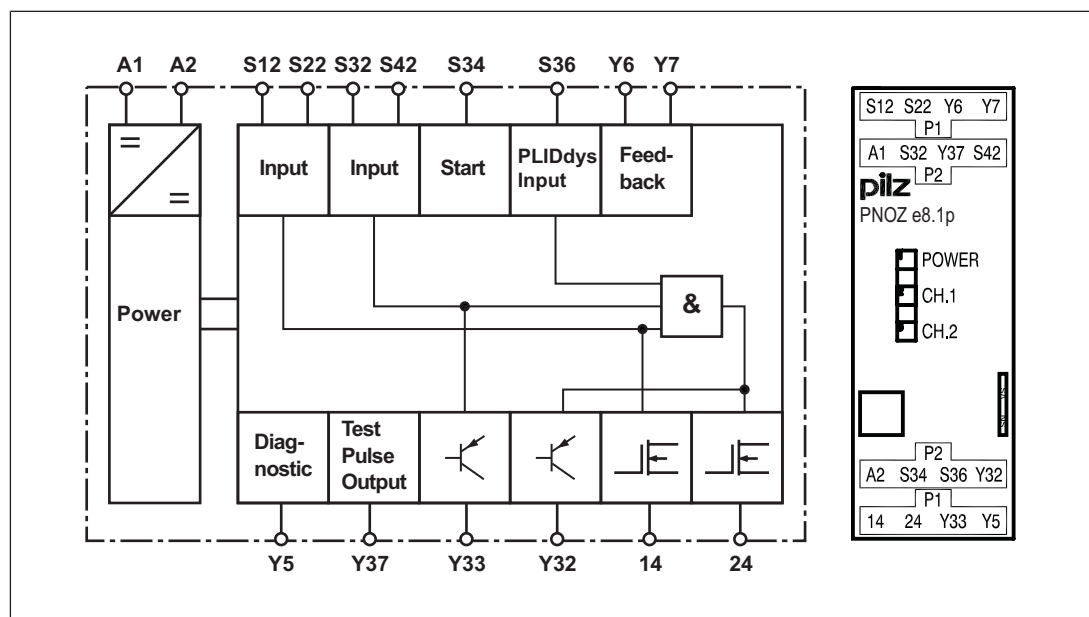 A1 A2 S12 S22 S32 S42 S34 S36 Y6 Y7
Power
Input
Input
Start
PLIDdys
Input
Feed-
back
&
Diag-
nostic
Test
Pulse
Output
Y5 Y37 Y33 Y32 14 24
S12 S22 Y6 Y7
P1
A1 S32 Y37 S42
P2
pilz
PNOZ e8.1p
POWER
CH.1
CH.2
P2
A2 S34 S36 Y32
P1
14 24 Y33 Y5